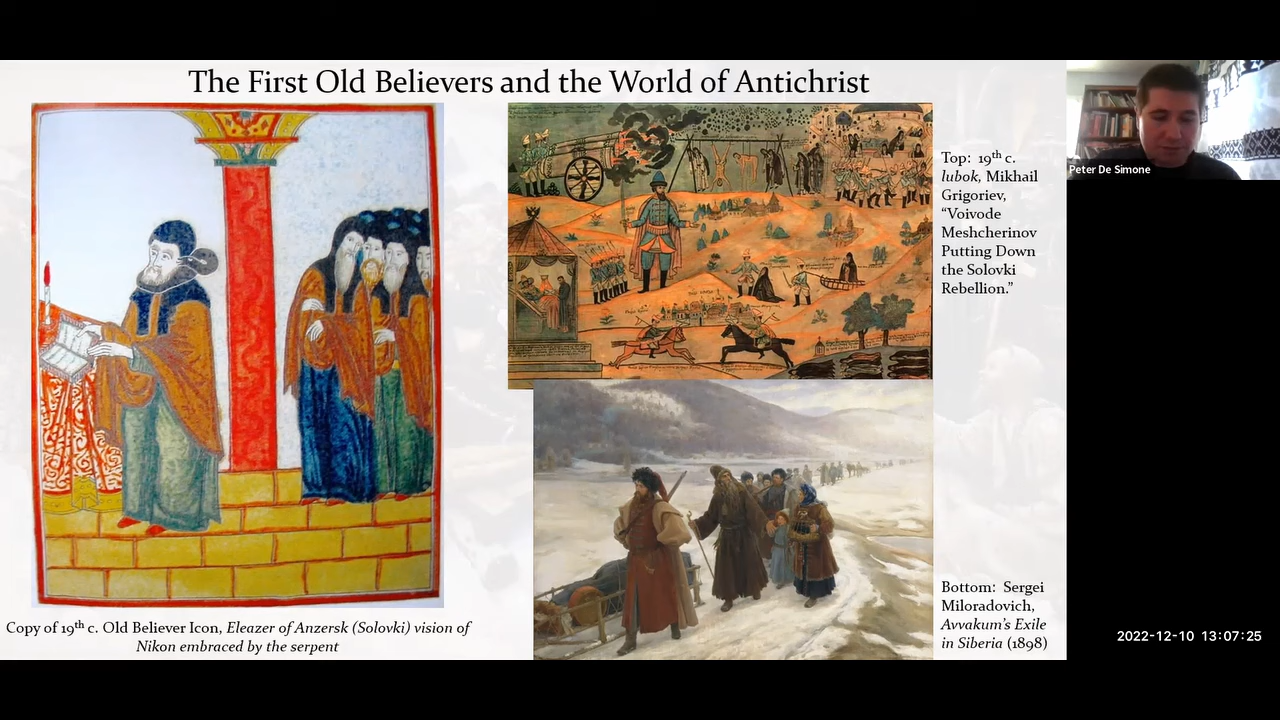 The First Old Believers and the World of Antichrist
Peter De Simone
Top: 19th c.
lubok, Mikhail
Grigoriev,
“Voivode
Meshcherinov
Putting Down
the Solovki
Rebellion.”
Bottom: Sergei
Miloradovich,
Avvakum’s Exile
in Siberia (1898)
Copy of 19th c. Old Believer Icon, Eleazer of Anzersk (Solovki) vision of
Nikon embraced by the serpent
2022-12-10 13:07:25